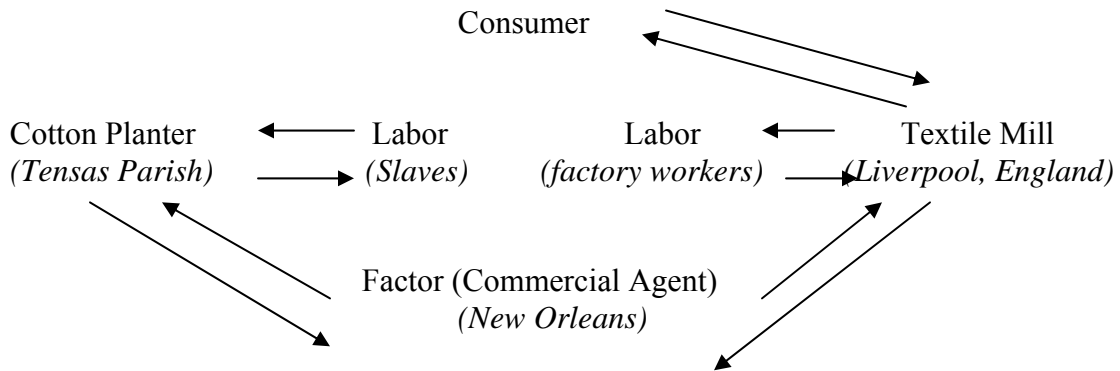 Consumer
Cotton Planter
(Tensas Parish)
Labor
(Slaves)
Labor
(factory workers)
Textile Mill
(Liverpool, England)
Factor (Commercial Agent)
(New Orleans)